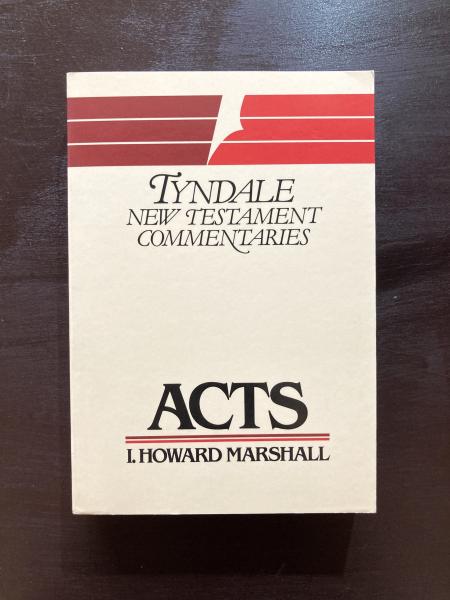 TYNDALE
NEW TESTAMENT
COMMENTARIES
ACTS
I. HOWARD MARSHALL